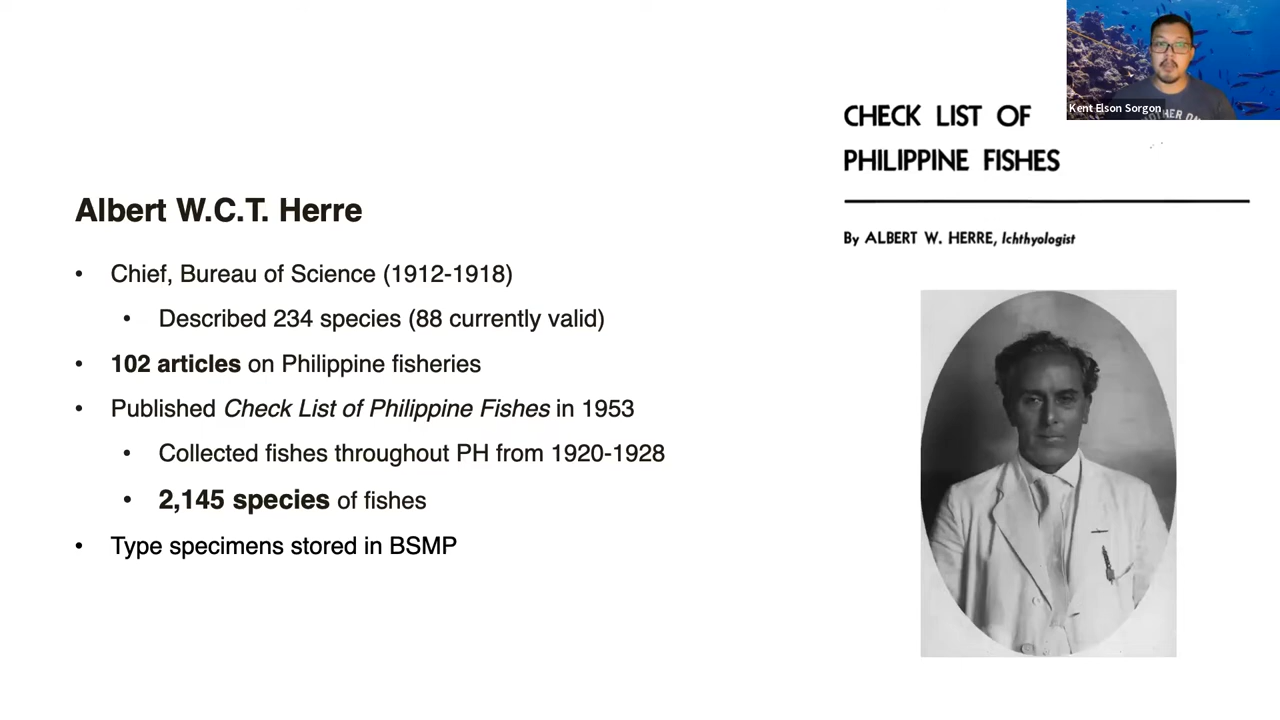 Kent Elson Sorgon
CHECK LIST OF
PHILIPPINE FISHES
By ALBERT W. HERRE, Ichthyologist
Albert W.C.T. Herre
• Chief, Bureau of Science (1912-1918)
• Described 234 species (88 currently valid)
• 102 articles on Philippine fisheries
• Published Check List of Philippine Fishes in 1953
• Collected fishes throughout PH from 1920-1928
• 2,145 species of fishes
• Type specimens stored in BSMP